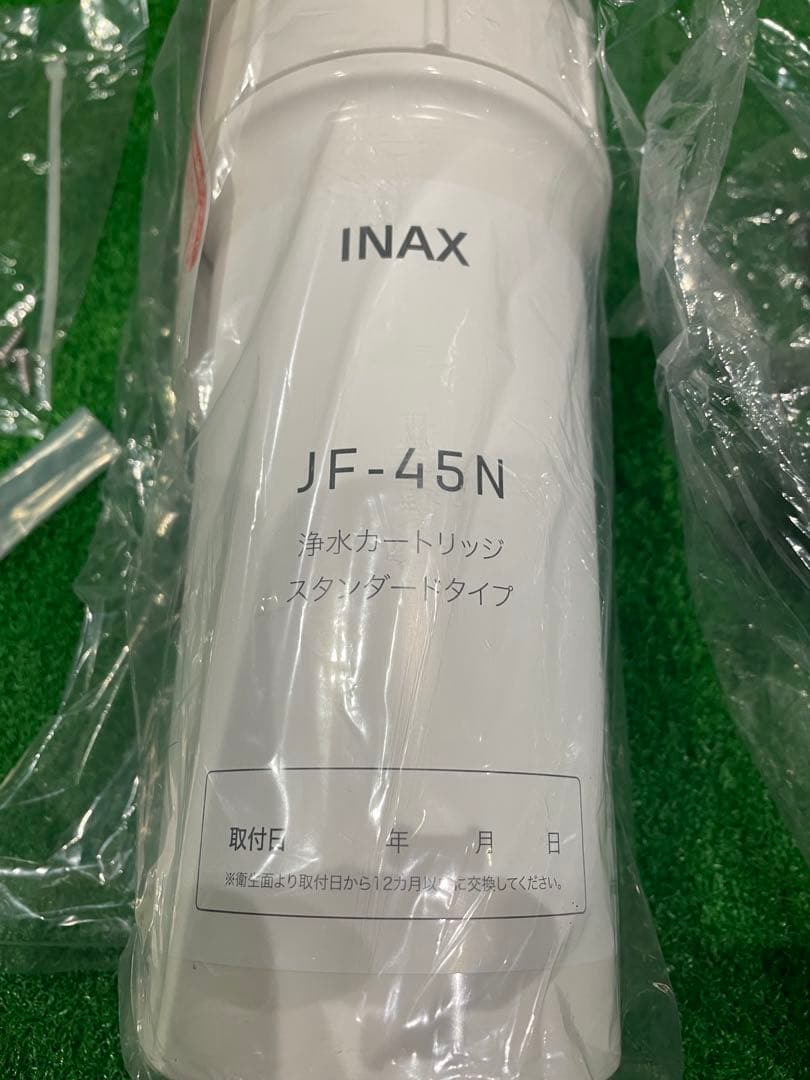 INAX
JF-45N
浄水カートリッジ
スタンダードタイプ
取付日 年 月 日
※衛生面より取付日から12カ月以内に交換してください。